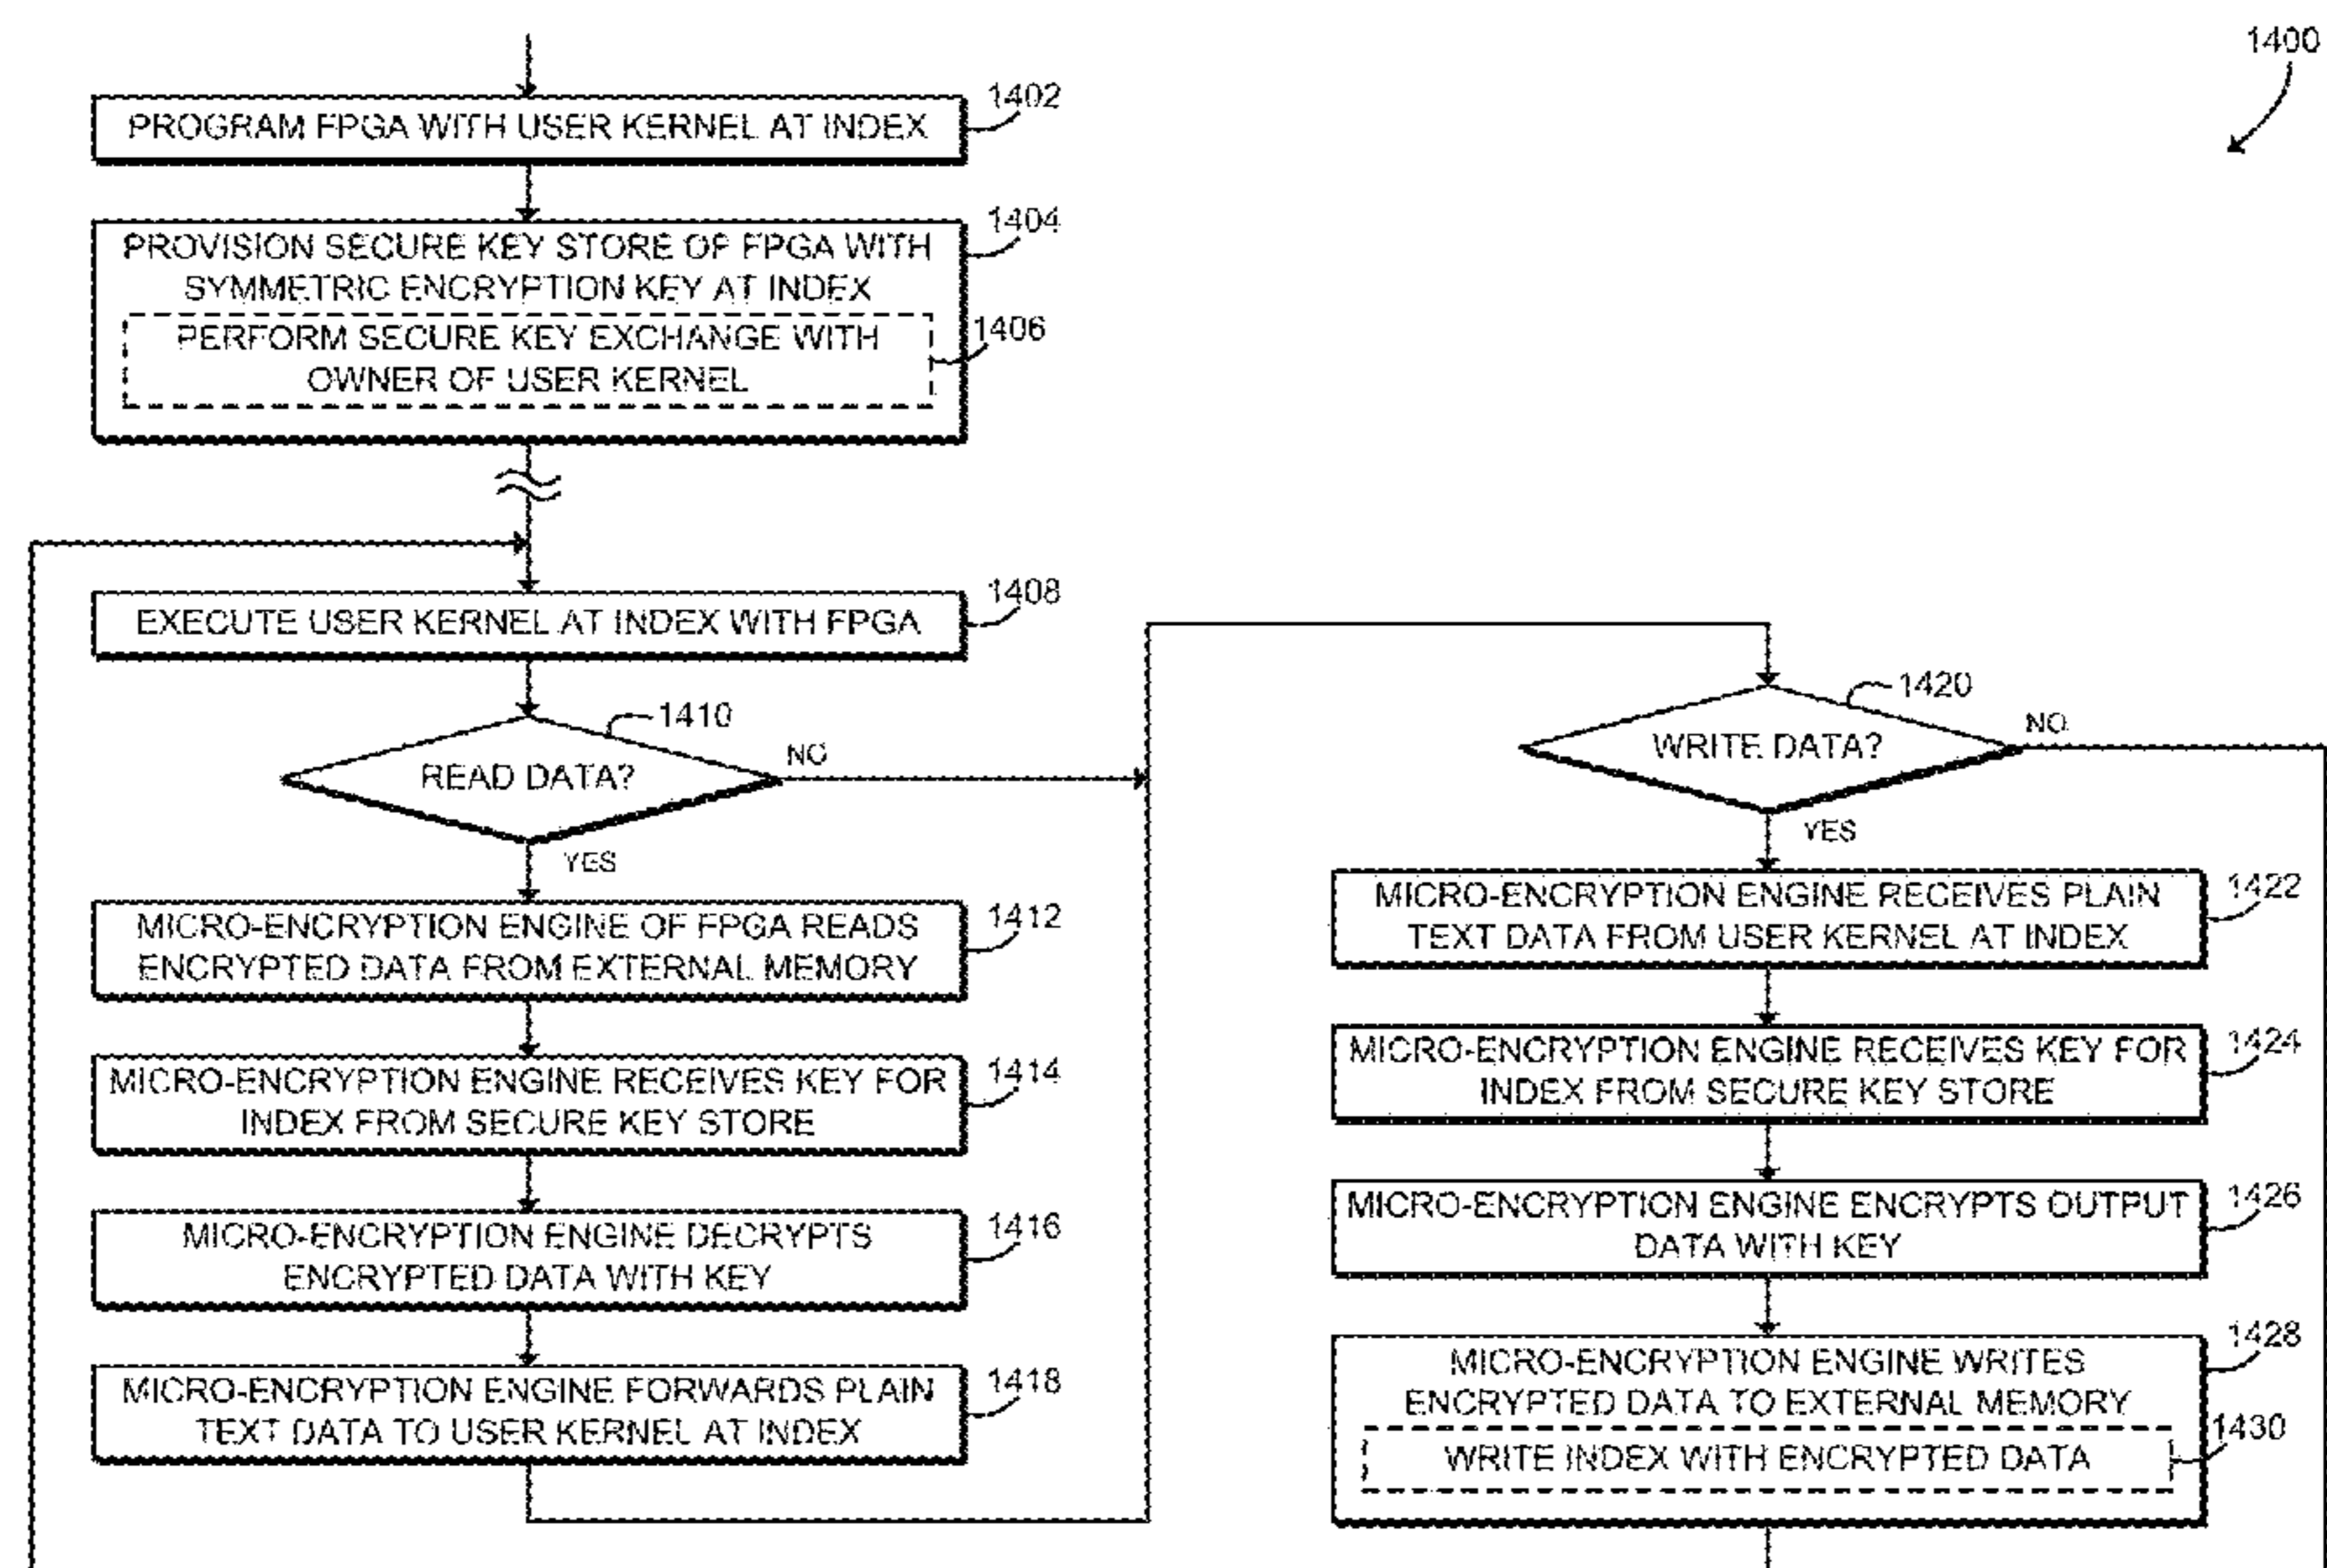 1400
1402
PROGRAM FPGA WITH USER KERNEL AT INDEX
1404
PROVISION SECURE KEY STORE OF FPGA WITH
SYMMETRIC ENCRYPTION KEY AT INDEX
1406
PERFORM SECURE KEY EXCHANGE WITH
OWNER OF USER KERNEL
1408
EXECUTE USER KERNEL AT INDEX WITH FPGA
1410
READ DATA?
NO
YES
1412
MICRO-ENCRYPTION ENGINE OF FPGA READS
ENCRYPTED DATA FROM EXTERNAL MEMORY
1414
MICRO-ENCRYPTION ENGINE RECEIVES KEY FOR
INDEX FROM SECURE KEY STORE
1416
MICRO-ENCRYPTION ENGINE DECRYPTS
ENCRYPTED DATA WITH KEY
1418
MICRO-ENCRYPTION ENGINE FORWARDS PLAIN
TEXT DATA TO USER KERNEL AT INDEX
1420
WRITE DATA?
NO
YES
1422
MICRO-ENCRYPTION ENGINE RECEIVES PLAIN
TEXT DATA FROM USER KERNEL AT INDEX
1424
MICRO-ENCRYPTION ENGINE RECEIVES KEY FOR
INDEX FROM SECURE KEY STORE
1426
MICRO-ENCRYPTION ENGINE ENCRYPTS OUTPUT
DATA WITH KEY
1428
MICRO-ENCRYPTION ENGINE WRITES
ENCRYPTED DATA TO EXTERNAL MEMORY
1430
WRITE INDEX WITH ENCRYPTED DATA